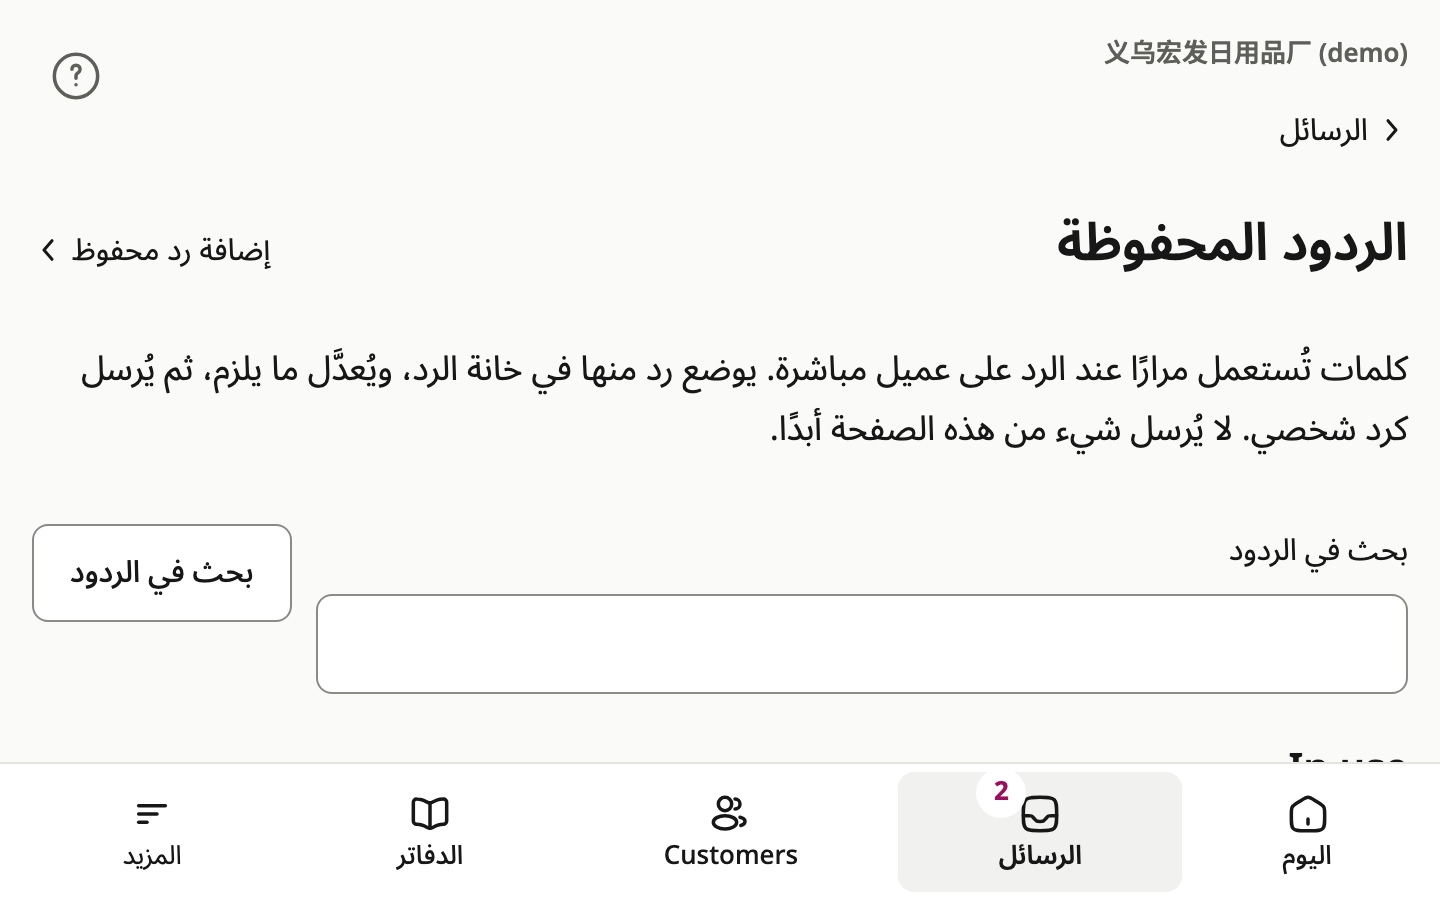 义乌宏发日用品厂 (demo)
الرسائل
الردود المحفوظة
إضافة رد محفوظ
كلمات تُستعمل مرارًا عند الرد على عميل مباشرة. يوضع رد منها في خانة الرد، ويُعدَّل ما يلزم، ثم يُرسل
كرد شخصي. لا يُرسل شيء من هذه الصفحة أبدًا.
بحث في الردود
بحث في الردود
In use
اليوم
2
الرسائل
Customers
الدفاتر
المزيد